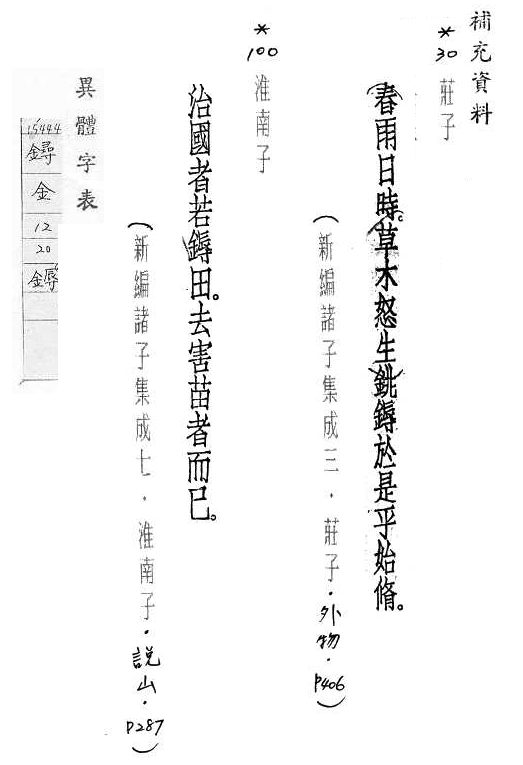 補充資料
*30 莊子
(春雨日時。草木怒生)銚鎒於是乎始脩。
(新編諸子集成三.莊子.外物.P406)
*100 淮南子
治國者若鎒田。去害苗者而已。
(新編諸子集成七.淮南子.說山.P287)
異體字表
15444
金
12
20
鎒